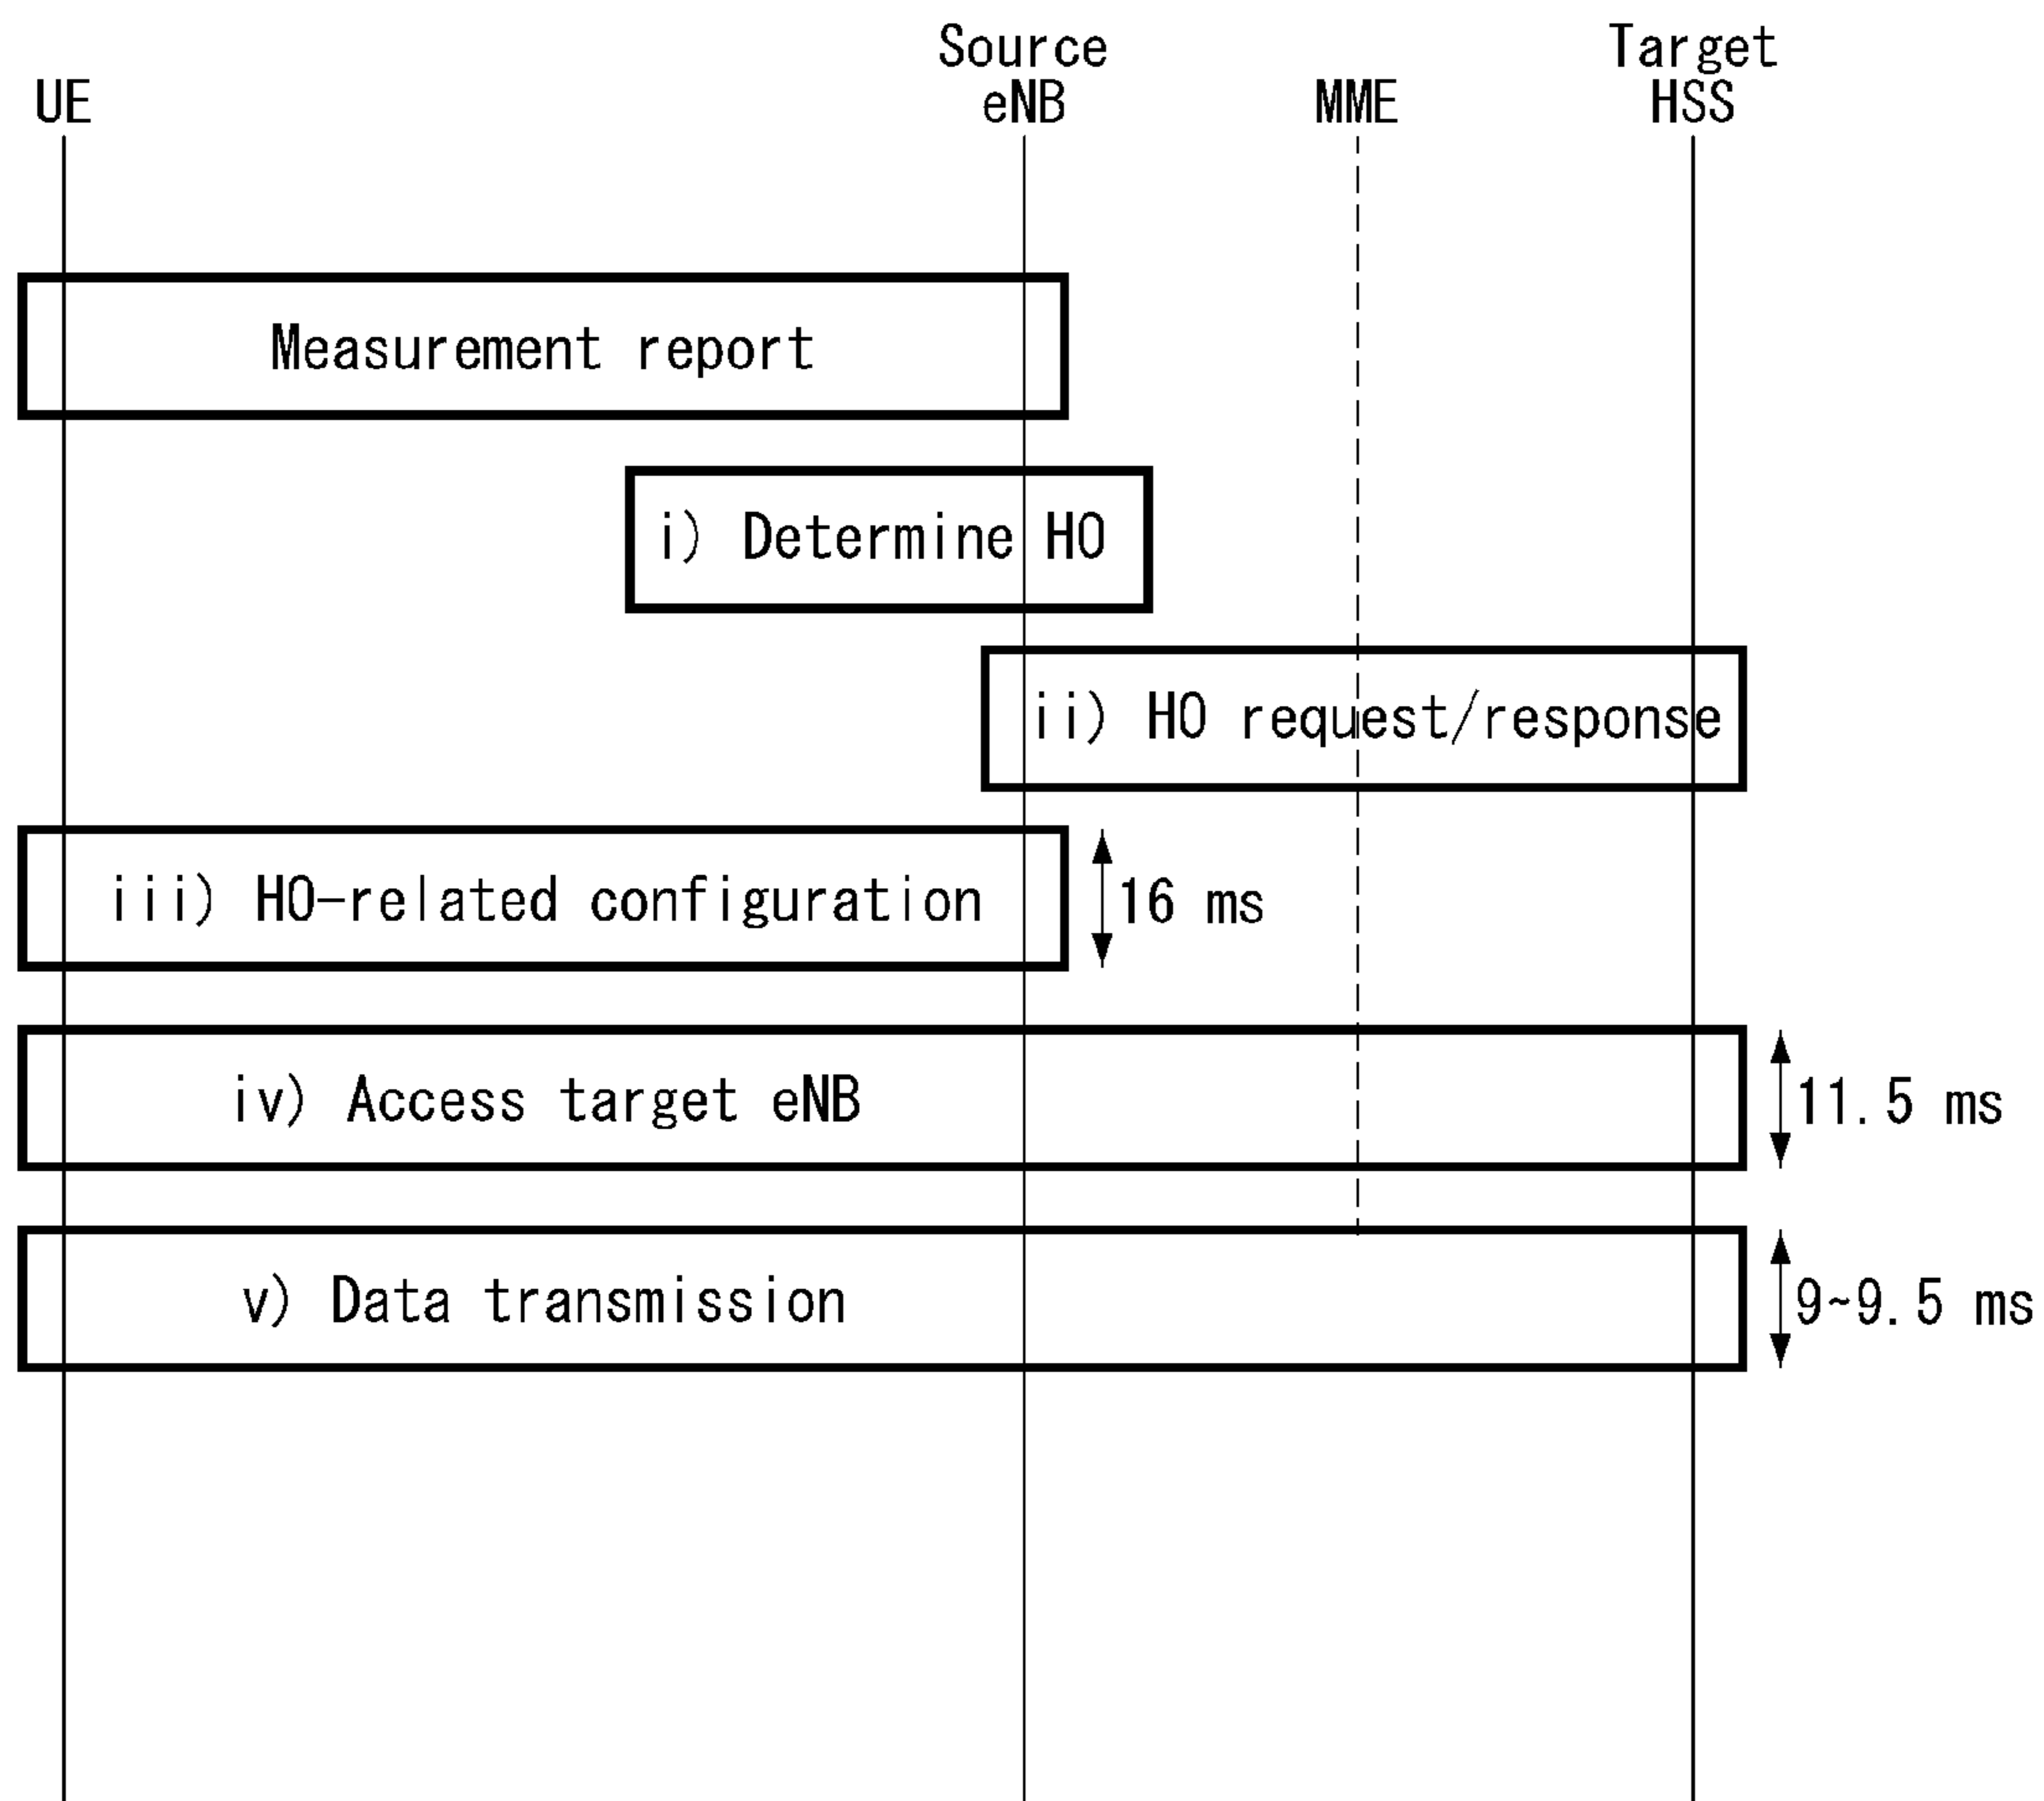 UE
Source
eNB
MME
Target
HSS
Measurement report
i) Determine HO
ii) HO request/response
iii) HO-related configuration
16 ms
iv) Access target eNB
11.5 ms
v) Data transmission
9~9.5 ms